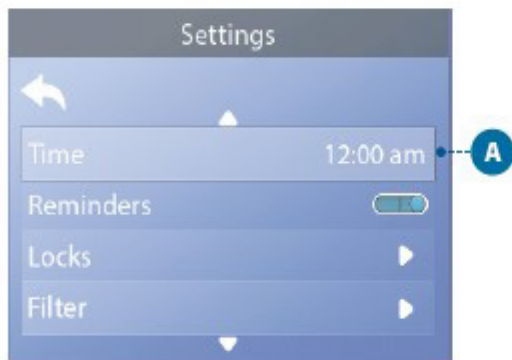 Settings
Time 12:00 am
A
Reminders
Locks
Filter